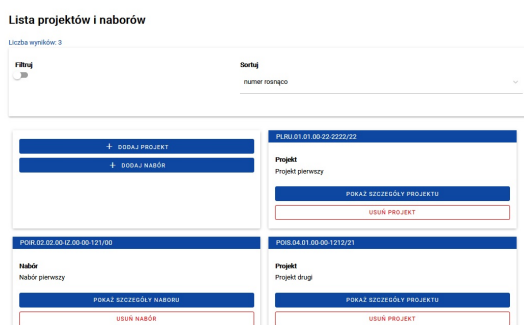 Lista projektów i naborów
Liczba wyników: 3
Filtruj
Sortuj
numer rosnąco
+ DODAJ PROJEKT
+ DODAJ NABÓR
PLRU.01.01.00-22-2222/22
Projekt
Projekt pierwszy
POKAŻ SZCZEGÓŁY PROJEKTU
USUŃ PROJEKT
POIR.02.02.00-IZ.00-00-121/00
Nabór
Nabór pierwszy
POKAŻ SZCZEGÓŁY NABORU
USUŃ NABÓR
POIS.04.01.00-00-1212/21
Projekt
Projekt drugi
POKAŻ SZCZEGÓŁY PROJEKTU
USUŃ PROJEKT